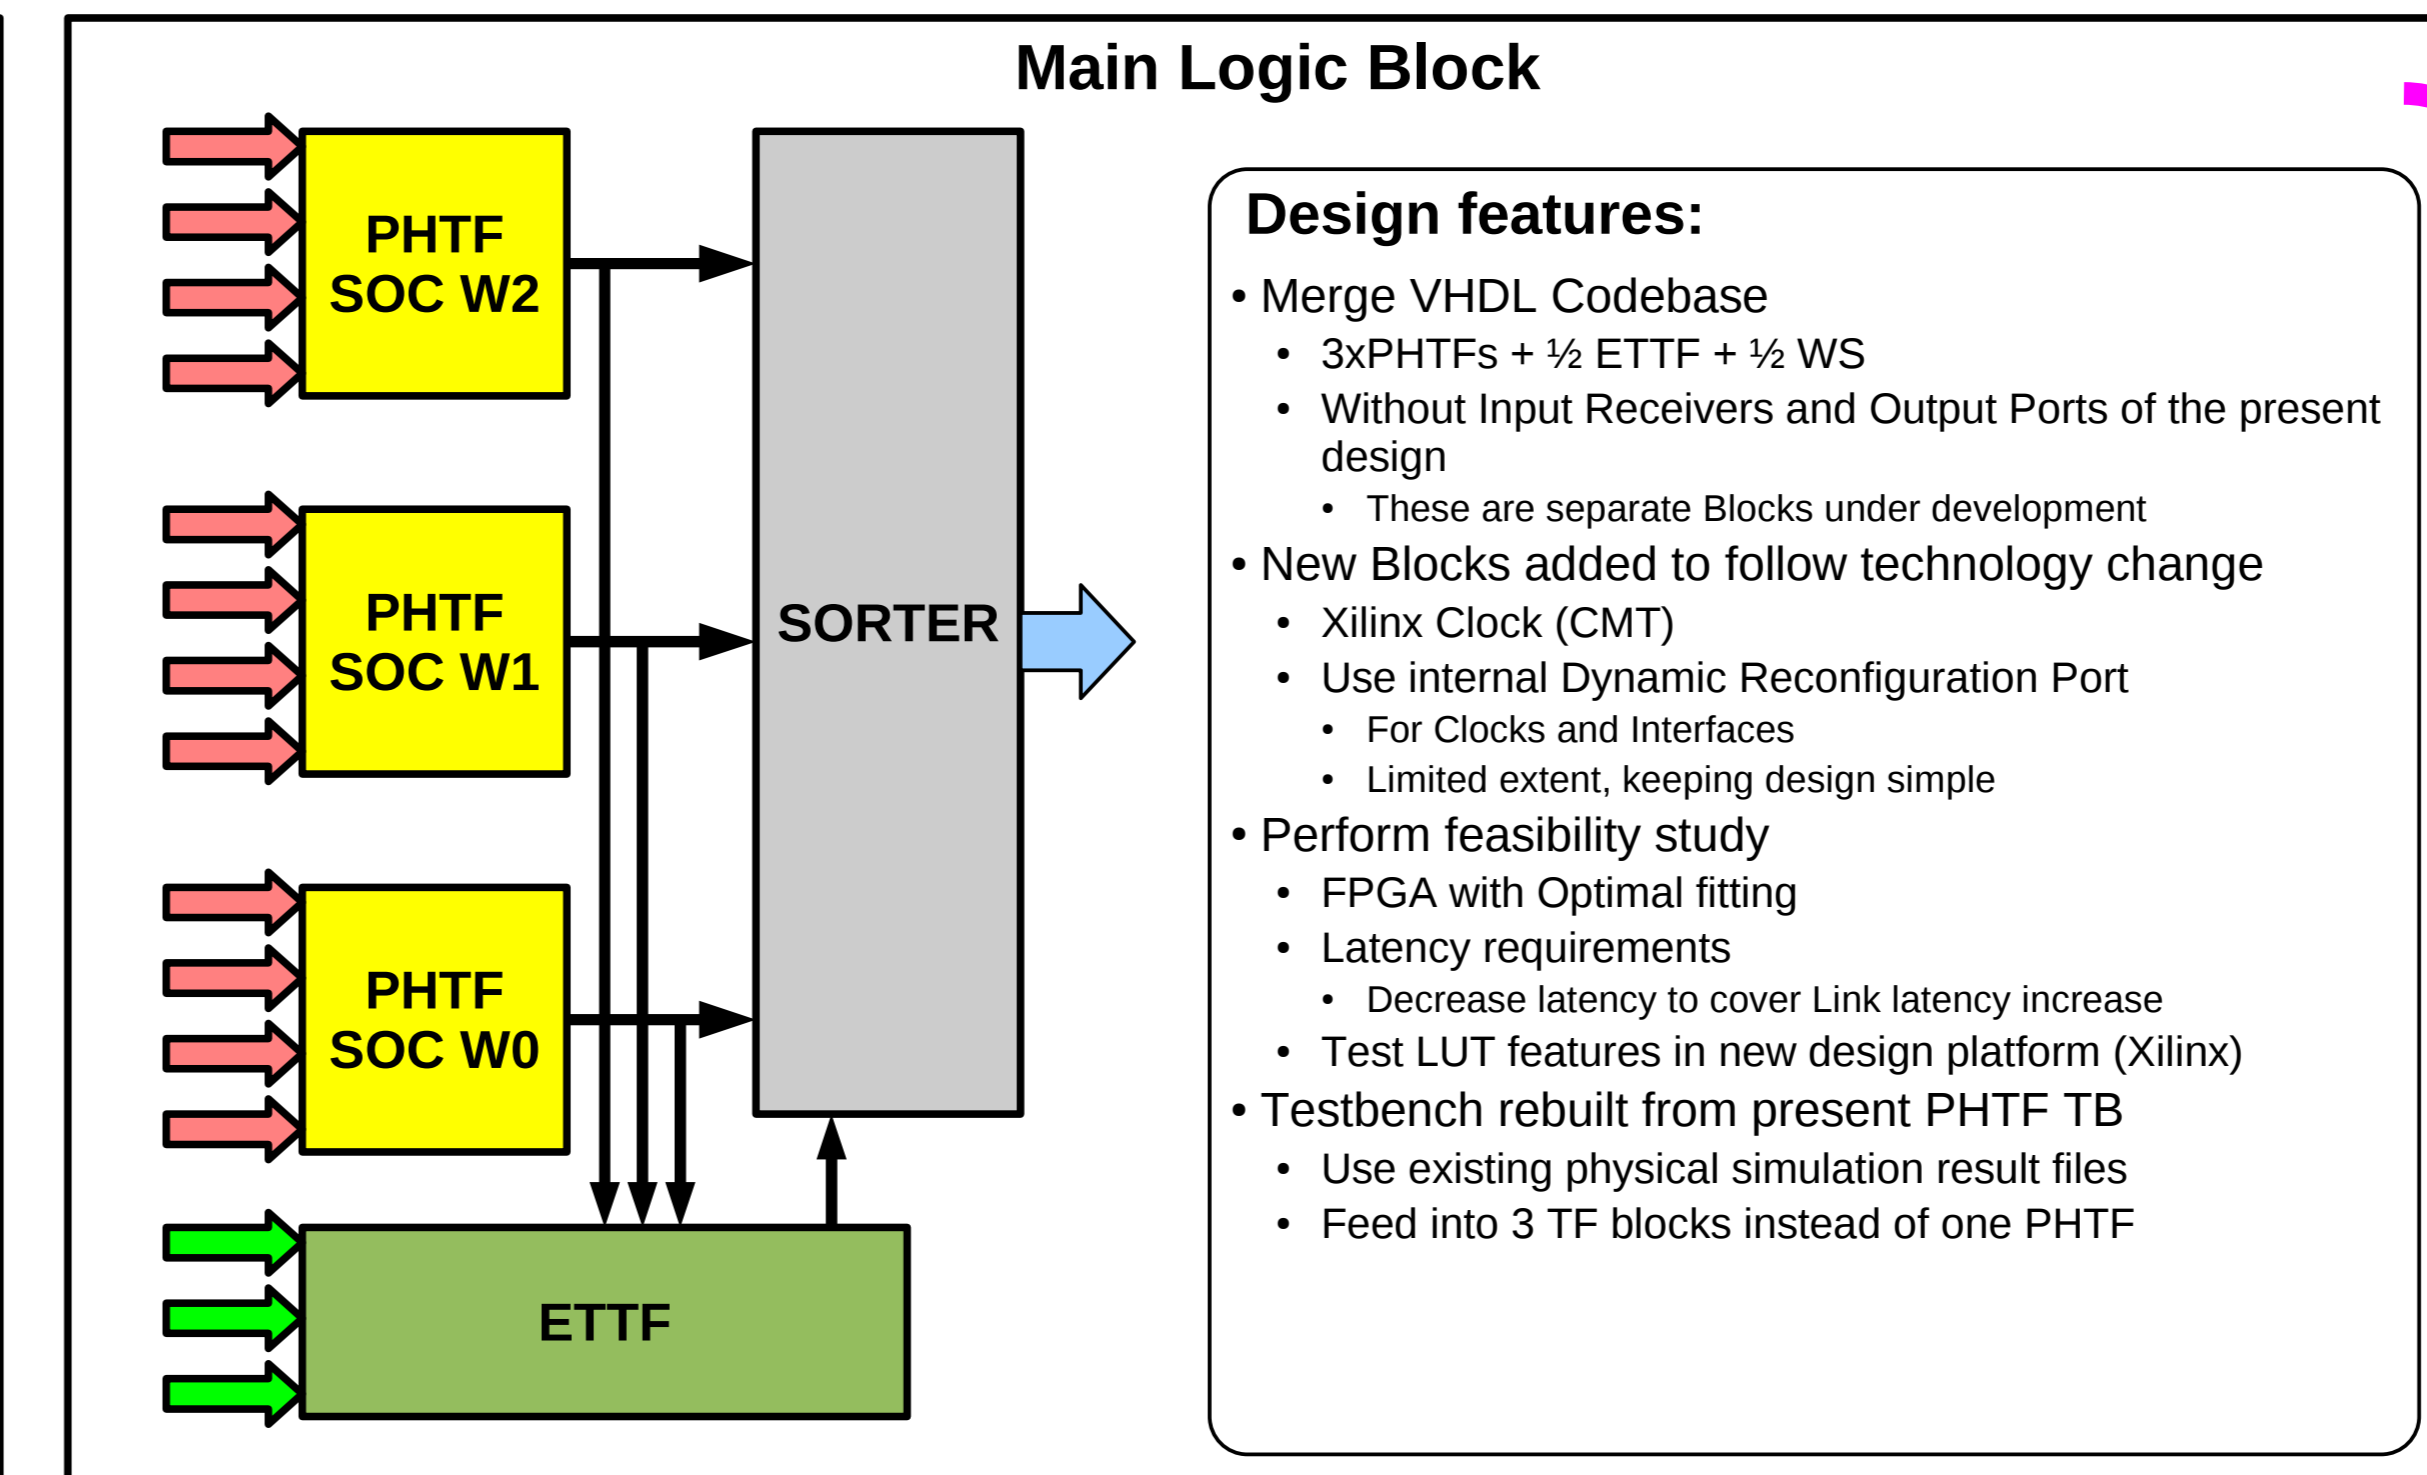 Main Logic Block
PHTF
SOC W2
PHTF
SOC W1
PHTF
SOC W0
SORTER
ETTF
Design features:
• Merge VHDL Codebase
• 3xPHTFs + ½ ETTF + ½ WS
• Without Input Receivers and Output Ports of the present
design
• These are separate Blocks under development
• New Blocks added to follow technology change
• Xilinx Clock (CMT)
• Use internal Dynamic Reconfiguration Port
• For Clocks and Interfaces
• Limited extent, keeping design simple
• Perform feasibility study
• FPGA with Optimal fitting
• Latency requirements
• Decrease latency to cover Link latency increase
• Test LUT features in new design platform (Xilinx)
• Testbench rebuilt from present PHTF TB
• Use existing physical simulation result files
• Feed into 3 TF blocks instead of one PHTF